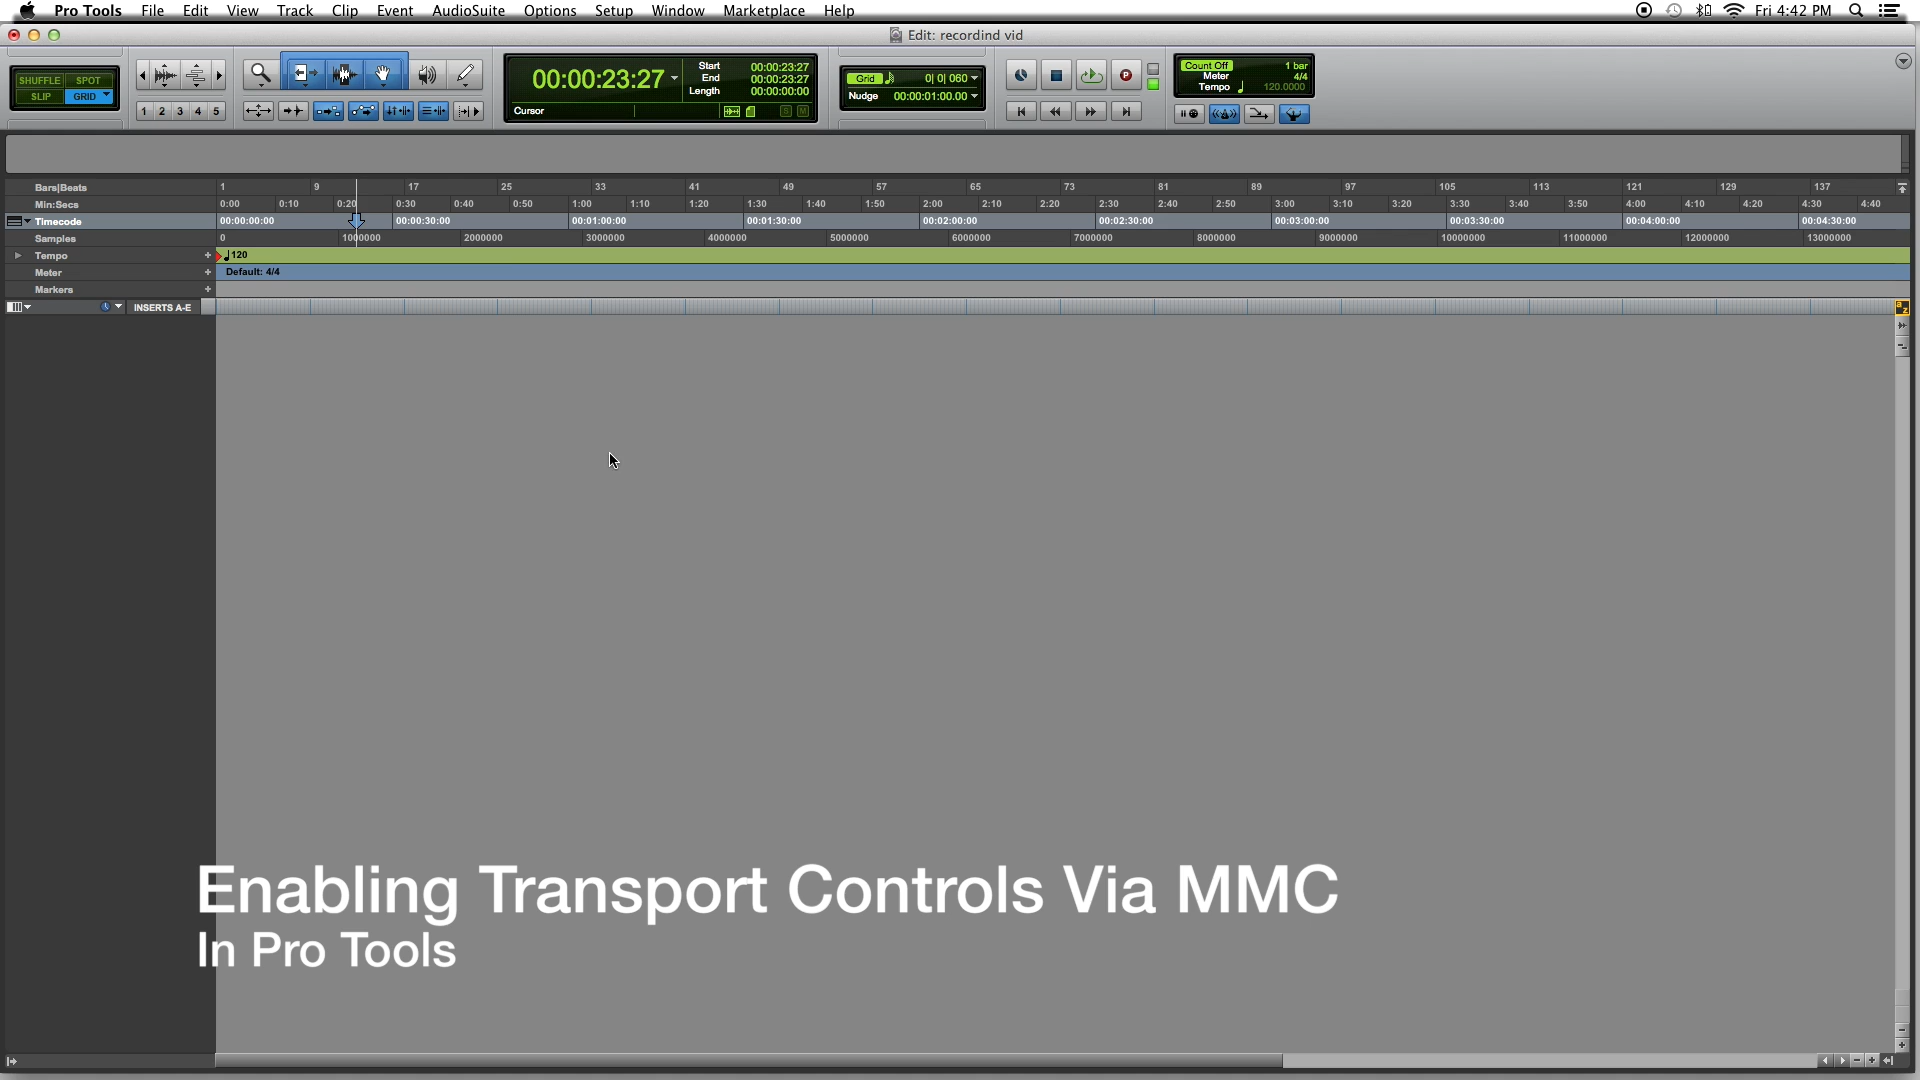 Pro Tools File Edit View Track Clip Event AudioSuite Options Setup Window Marketplace Help Fri 4:42 PM
Edit: recordind vid
SHUFFLE SPOT
SLIP GRID
1 2 3 4 5
00:00:23:27
Start 00:00:23:27
End 00:00:23:27
Length 00:00:00:00
Cursor
S M
Grid 0| 0| 060
Nudge 00:00:01:00.00
P
Count Off 1 bar
Meter 4/4
Tempo 120.0000
Bars|Beats 1 9 17 25 33 41 49 57 65 73 81 89 97 105 113 121 129 137
Min:Secs 0:00 0:10 0:20 0:30 0:40 0:50 1:00 1:10 1:20 1:30 1:40 1:50 2:00 2:10 2:20 2:30 2:40 2:50 3:00 3:10 3:20 3:30 3:40 3:50 4:00 4:10 4:20 4:30 4:40
Timecode 00:00:00:00 00:00:30:00 00:01:00:00 00:01:30:00 00:02:00:00 00:02:30:00 00:03:00:00 00:03:30:00 00:04:00:00 00:04:30:00
Samples 0 1000000 2000000 3000000 4000000 5000000 6000000 7000000 8000000 9000000 10000000 11000000 12000000 13000000
Tempo + 120
Meter + Default: 4/4
Markers +
INSERTS A-E
a z
Enabling Transport Controls Via MMC
In Pro Tools